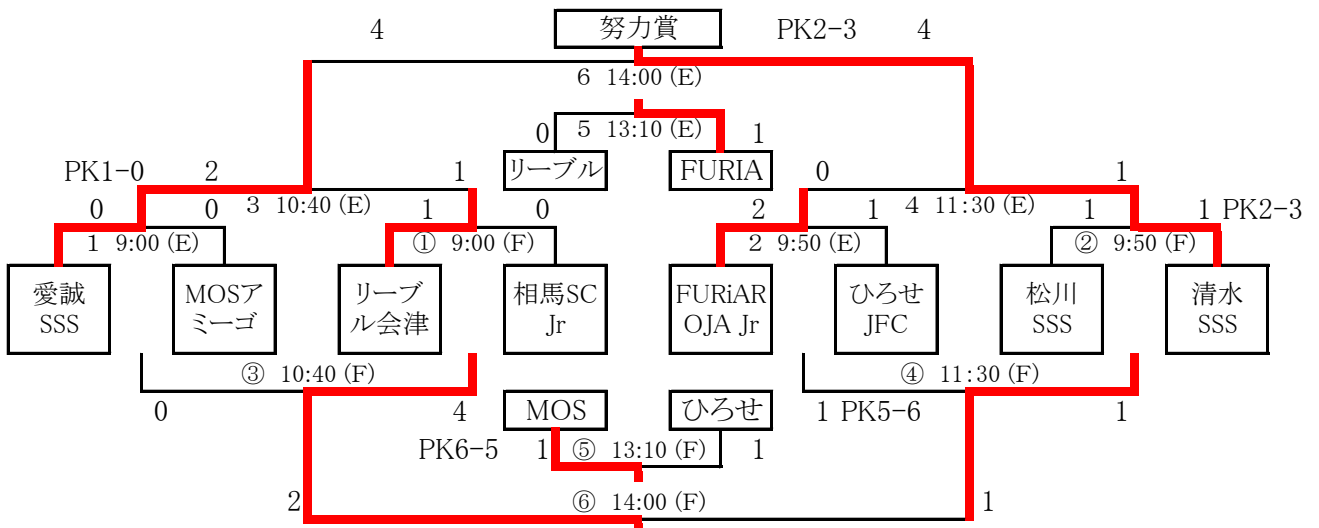 4 努力賞 PK2-3 4
6 14:00 (E)
0 5 13:10 (E) 1
リーブル FURIA
PK1-0 2 1 0 1
0 0 3 10:40 (E) 1 0 2 1 4 11:30 (E) 1 1 PK2-3
1 9:00 (E) ① 9:00 (F) 2 9:50 (E) ② 9:50 (F)
愛誠
SSS
MOSア
ミーゴ
リーブ
ル会津
相馬SC
Jr
FURiAR
OJA Jr
ひろせ
JFC
松川
SSS
清水
SSS
③ 10:40 (F) ④ 11:30 (F)
0 4 MOS ひろせ 1 PK5-6 1
PK6-5 1 ⑤ 13:10 (F) 1
2 ⑥ 14:00 (F) 1